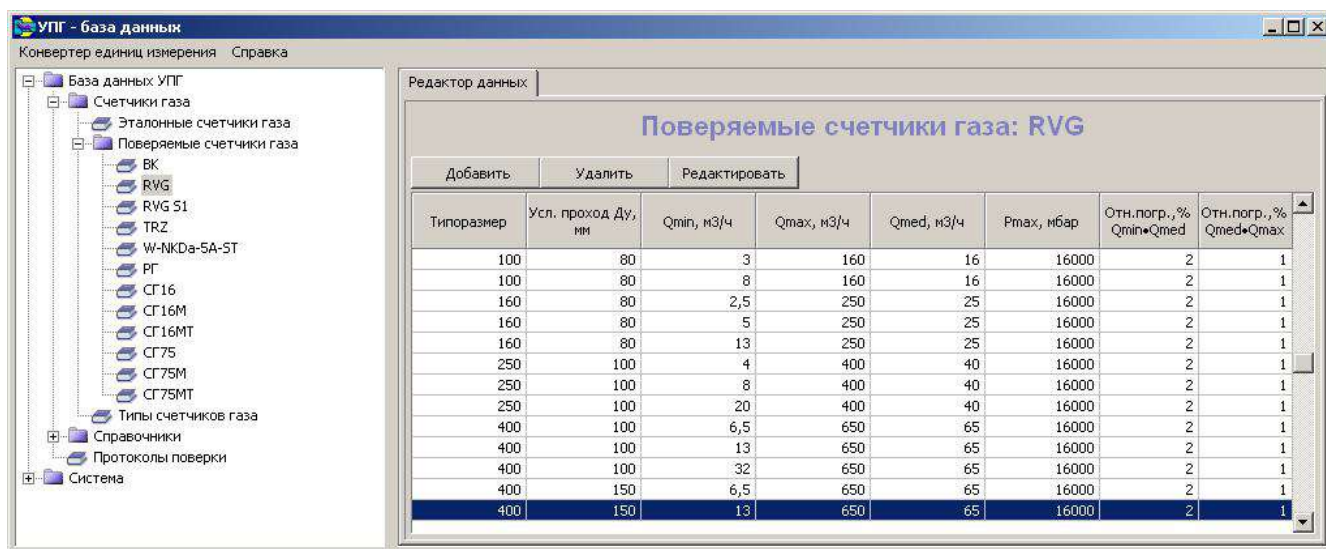 УПГ - база данных
Конвертер единиц измерения Справка
База данных УПГ
Счетчики газа
Эталонные счетчики газа
Поверяемые счетчики газа
ВК
RVG
RVG S1
TRZ
W-NKDa-5A-ST
РГ
СГ16
СГ16М
СГ16МТ
СГ75
СГ75М
СГ75МТ
Типы счетчиков газа
Справочники
Протоколы поверки
Система
Редактор данных
Поверяемые счетчики газа: RVG
Добавить Удалить Редактировать
Типоразмер Усл. проход Ду, мм Qmin, м3/ч Qmax, м3/ч Qmed, м3/ч Pmax, мбар Отн.погр.,% Qmin•Qmed Отн.погр.,% Qmed•Qmax
100 80 3 160 16 16000 2 1
100 80 8 160 16 16000 2 1
160 80 2,5 250 25 16000 2 1
160 80 5 250 25 16000 2 1
160 80 13 250 25 16000 2 1
250 100 4 400 40 16000 2 1
250 100 8 400 40 16000 2 1
250 100 20 400 40 16000 2 1
400 100 6,5 650 65 16000 2 1
400 100 13 650 65 16000 2 1
400 100 32 650 65 16000 2 1
400 150 6,5 650 65 16000 2 1
400 150 13 650 65 16000 2 1